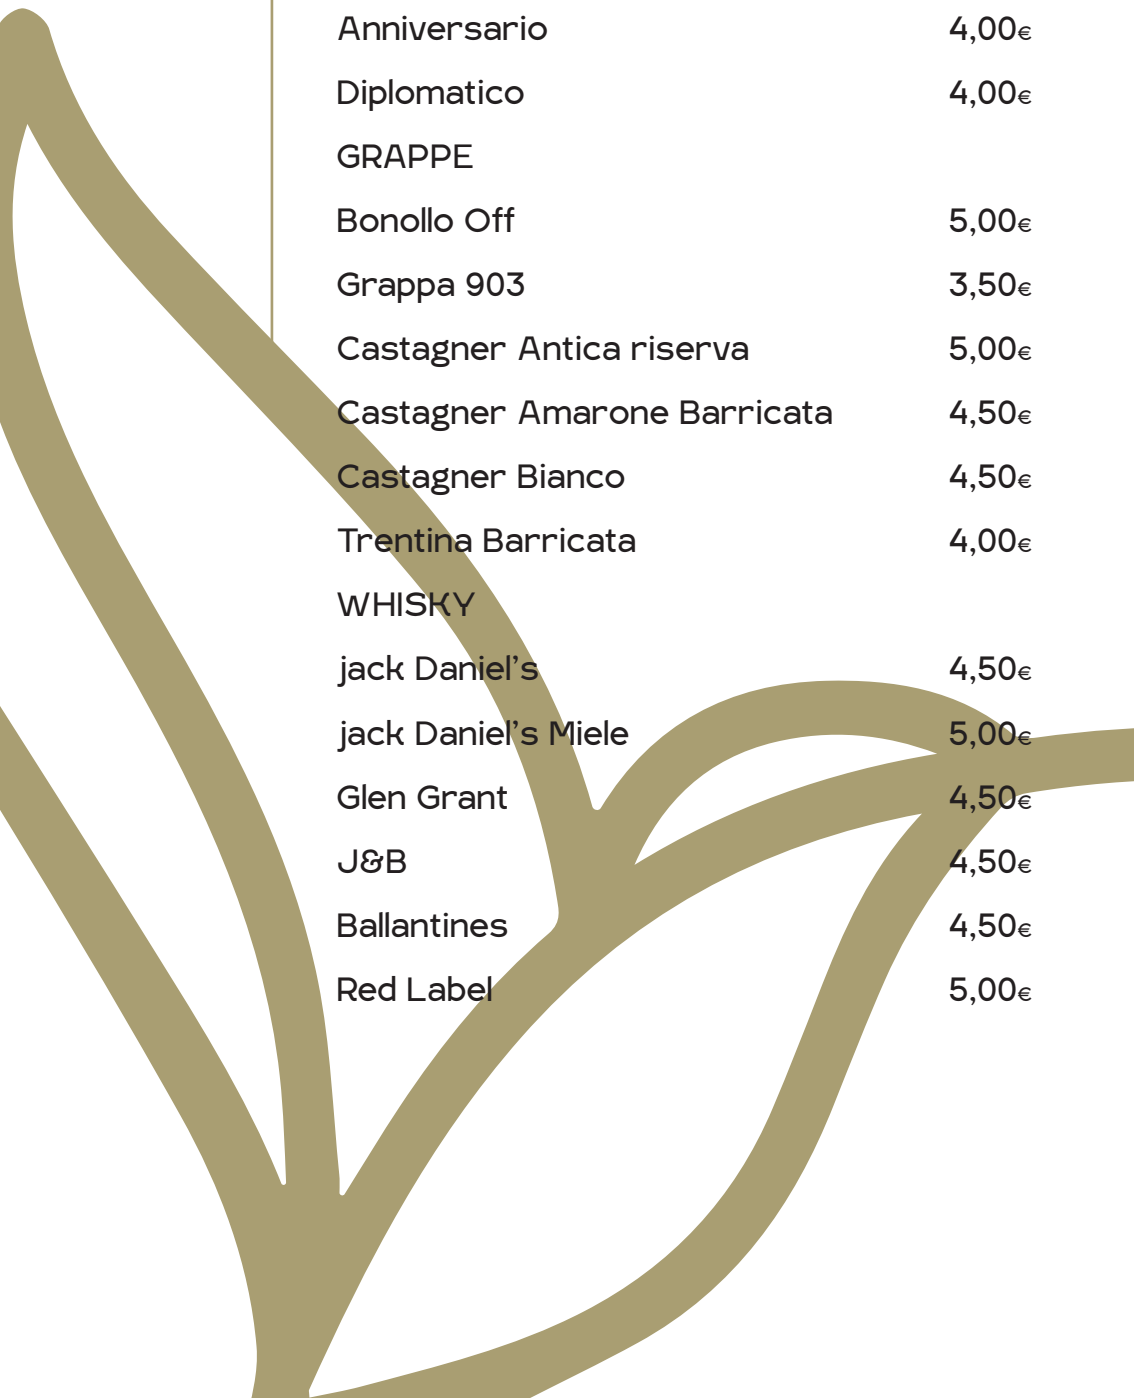 Anniversario 4,00€
Diplomatico 4,00€
GRAPPE
Bonollo Off 5,00€
Grappa 903 3,50€
Castagner Antica riserva 5,00€
Castagner Amarone Barricata 4,50€
Castagner Bianco 4,50€
Trentina Barricata 4,00€
WHISKY
jack Daniel’s 4,50€
jack Daniel’s Miele 5,00€
Glen Grant 4,50€
J&B 4,50€
Ballantines 4,50€
Red Label 5,00€